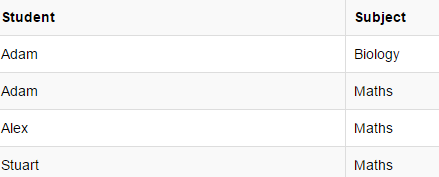 Student Subject
Adam Biology
Adam Maths
Alex Maths
Stuart Maths